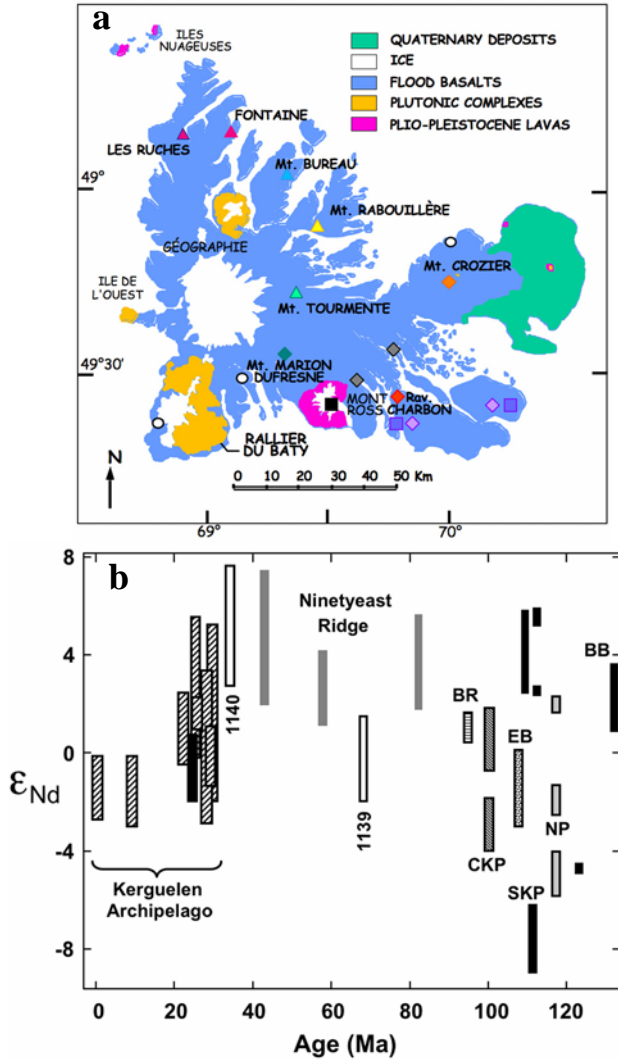 a
ILES
NUAGEUSES
QUATERNARY DEPOSITS
ICE
FLOOD BASALTS
PLUTONIC COMPLEXES
PLIO-PLEISTOCENE LAVAS
FONTAINE
LES RUCHES
Mt. BUREAU
49°
Mt. RABOUILLÈRE
GÉOGRAPHIE
Mt. CROZIER
ILE DE
L'OUEST
Mt. TOURMENTE
49°30'
Mt. MARION
DUFRESNE
MONT
ROSS
Rav.
CHARBON
RALLIER
DU BATY
N
0 10 20 30 40 50 Km
69°
70°
b
8
Ninetyeast
Ridge
4
BB
BR
1140
EB
0
εNd
1139
NP
CKP
-4
Kerguelen
Archipelago
SKP
-8
0 20 40 60 80 100 120
Age (Ma)